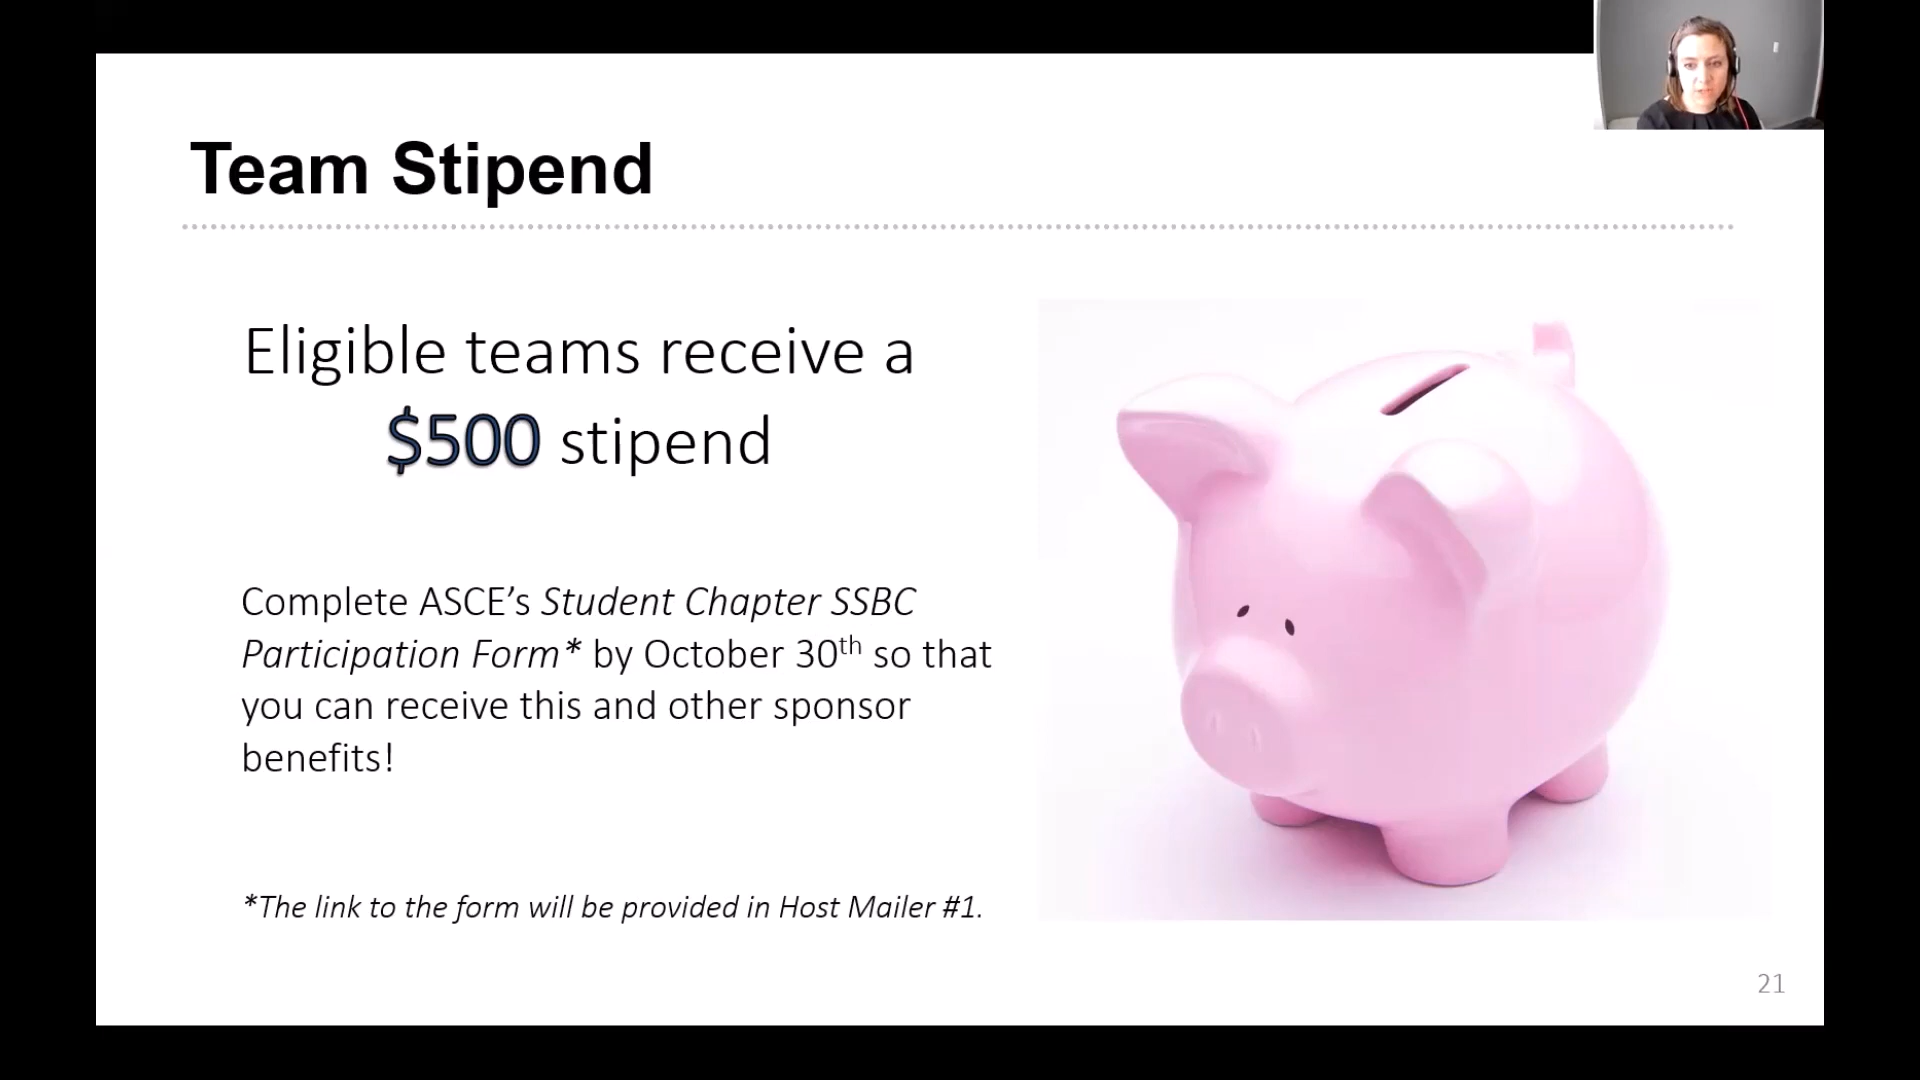 Team Stipend
Eligible teams receive a
$500 stipend
Complete ASCE’s Student Chapter SSBC
Participation Form* by October 30th so that
you can receive this and other sponsor
benefits!
*The link to the form will be provided in Host Mailer #1.
21